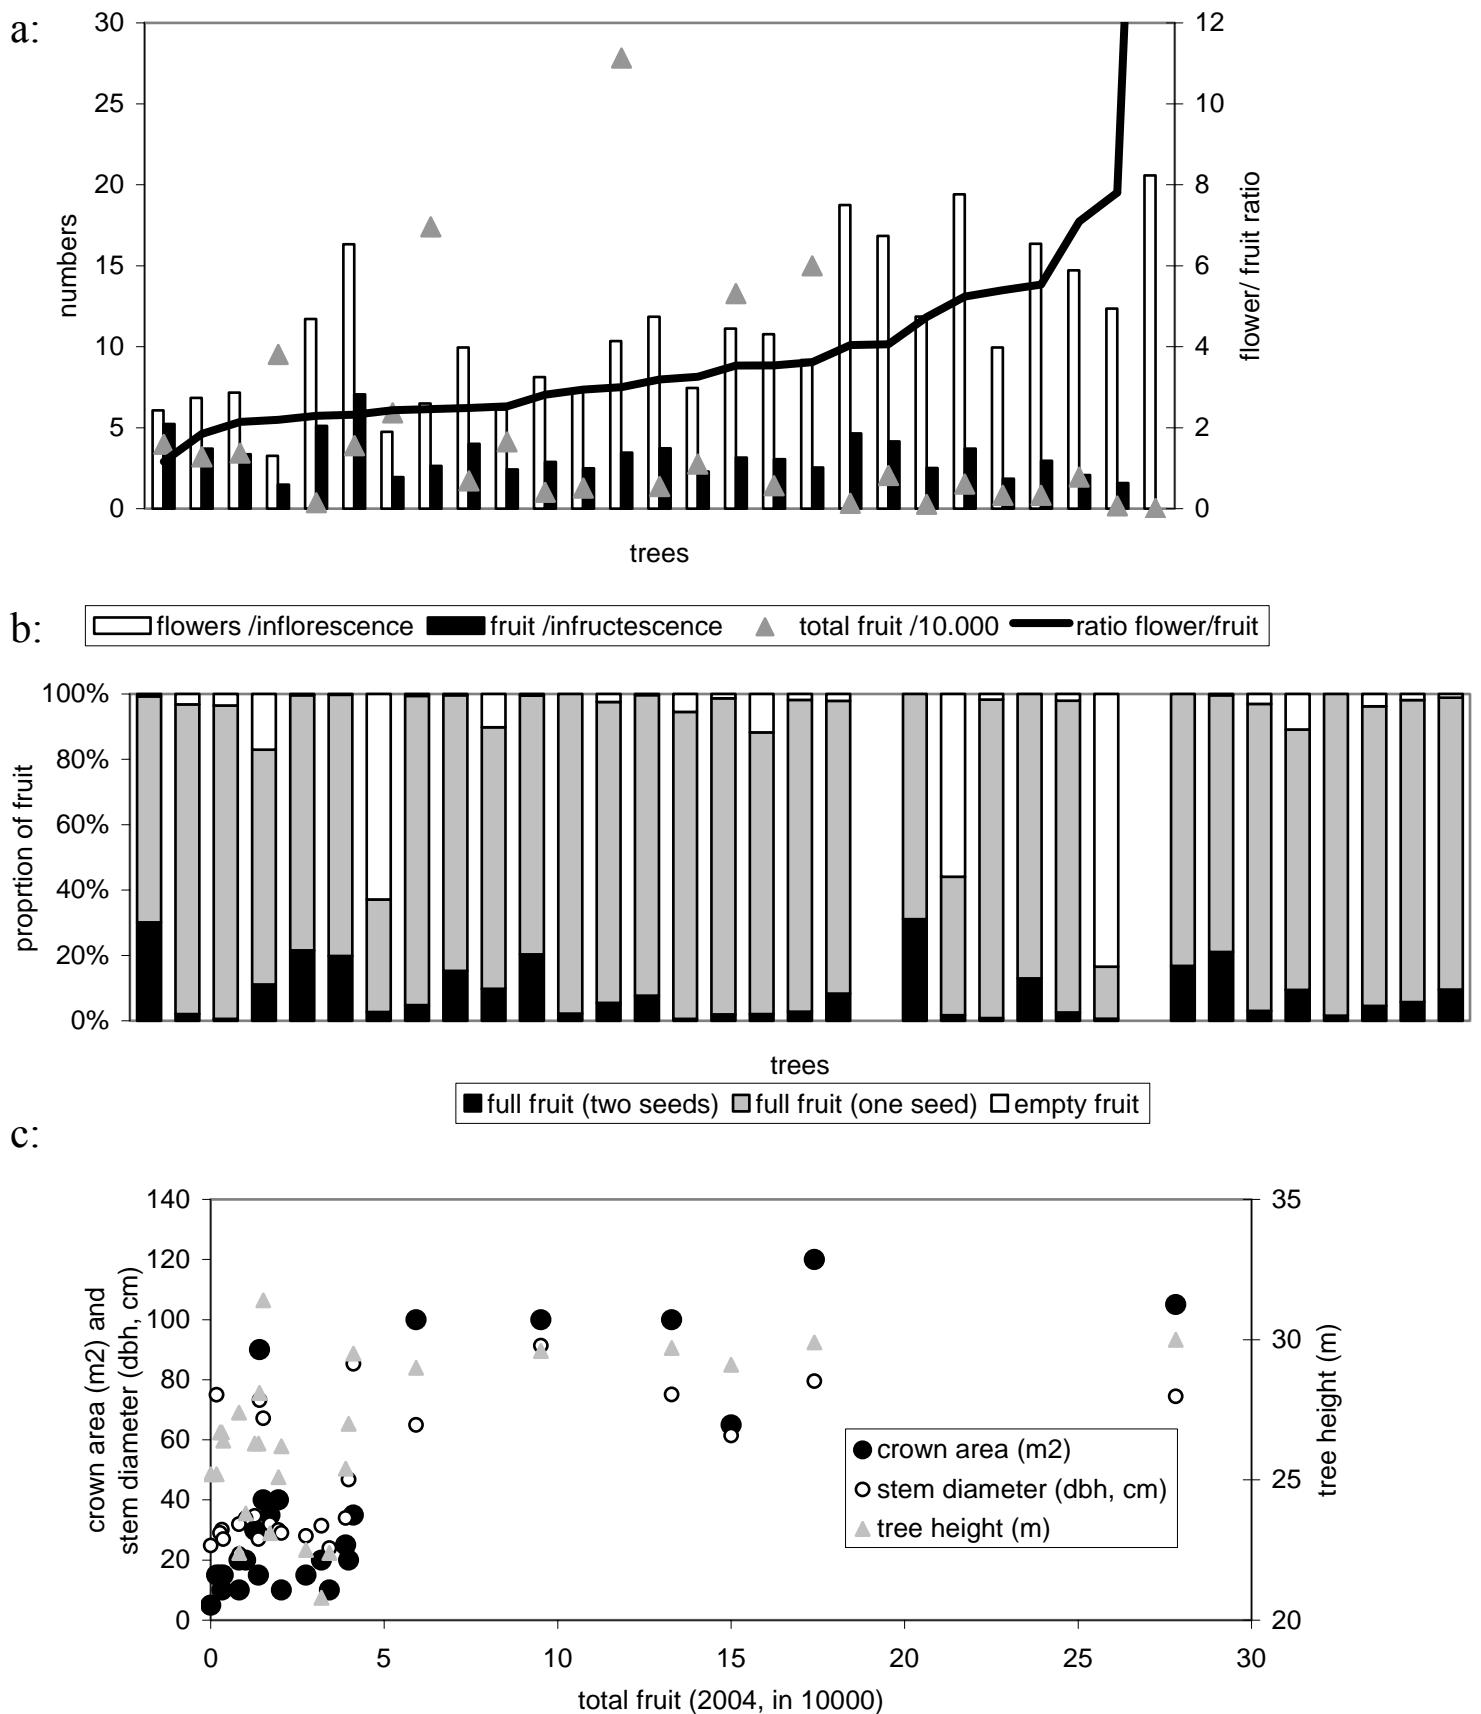 a:
30
25
20
15
10
5
0
numbers
12
10
8
6
4
2
0
flower/ fruit ratio
trees
flowers /inflorescence fruit /infructescence total fruit /10.000 ratio flower/fruit
b:
100%
80%
60%
40%
20%
0%
proprtion of fruit
trees
full fruit (two seeds) full fruit (one seed) empty fruit
c:
140
120
100
80
60
40
20
0
crown area (m2) and
stem diameter (dbh, cm)
35
30
25
20
tree height (m)
crown area (m2)
stem diameter (dbh, cm)
tree height (m)
0 5 10 15 20 25 30
total fruit (2004, in 10000)